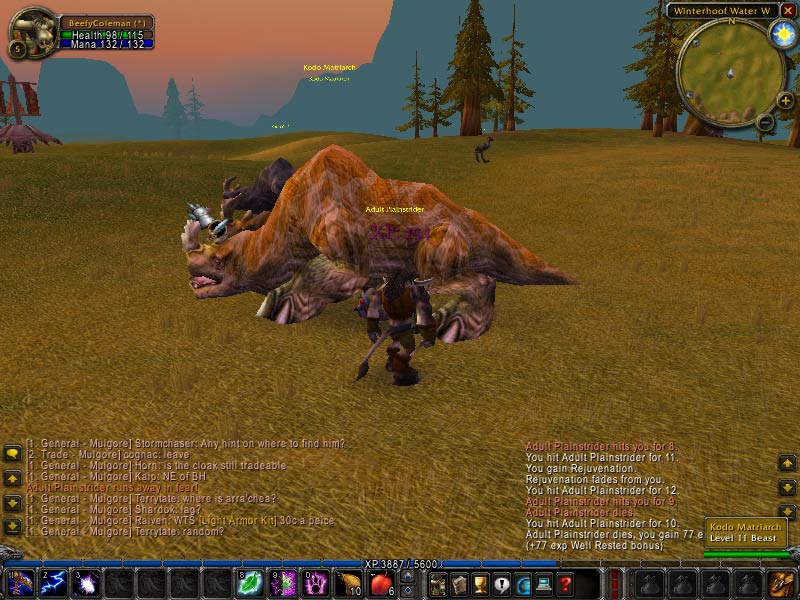 BeefyColeman (*)
Health 98 / 115
Mana 132 / 132
5
Winterhoof Water W
N
Kodo Matriarch
Kodo Matriarch
Adult Plainstrider
[1. General - Mulgore] Stormchaser: Any hint on where to find him?
[2. Trade - Mulgore] cognac: leave
[1. General - Mulgore] Horn: is the cloak still tradeable
[1. General - Mulgore] Kaip: NE of BH
Adult Plainstrider runs away in fear!
[1. General - Mulgore] Terrytate: where is arra'chea?
[1. General - Mulgore] Shardok: fag?
[1. General - Mulgore] Raiven: WTS [Light Armor Kit] 30c a peice
[1. General - Mulgore] Terrytate: random?
Adult Plainstrider hits you for 8.
You hit Adult Plainstrider for 11.
You gain Rejuvenation.
Rejuvenation fades from you.
You hit Adult Plainstrider for 12.
Adult Plainstrider hits you for 9.
Adult Plainstrider dies.
You hit Adult Plainstrider for 10.
Adult Plainstrider dies, you gain 77 e
(+77 exp Well Rested bonus)
Kodo Matriarch
Level 11 Beast
XP 3887 / 5600
2
3
8
9
0
10
6